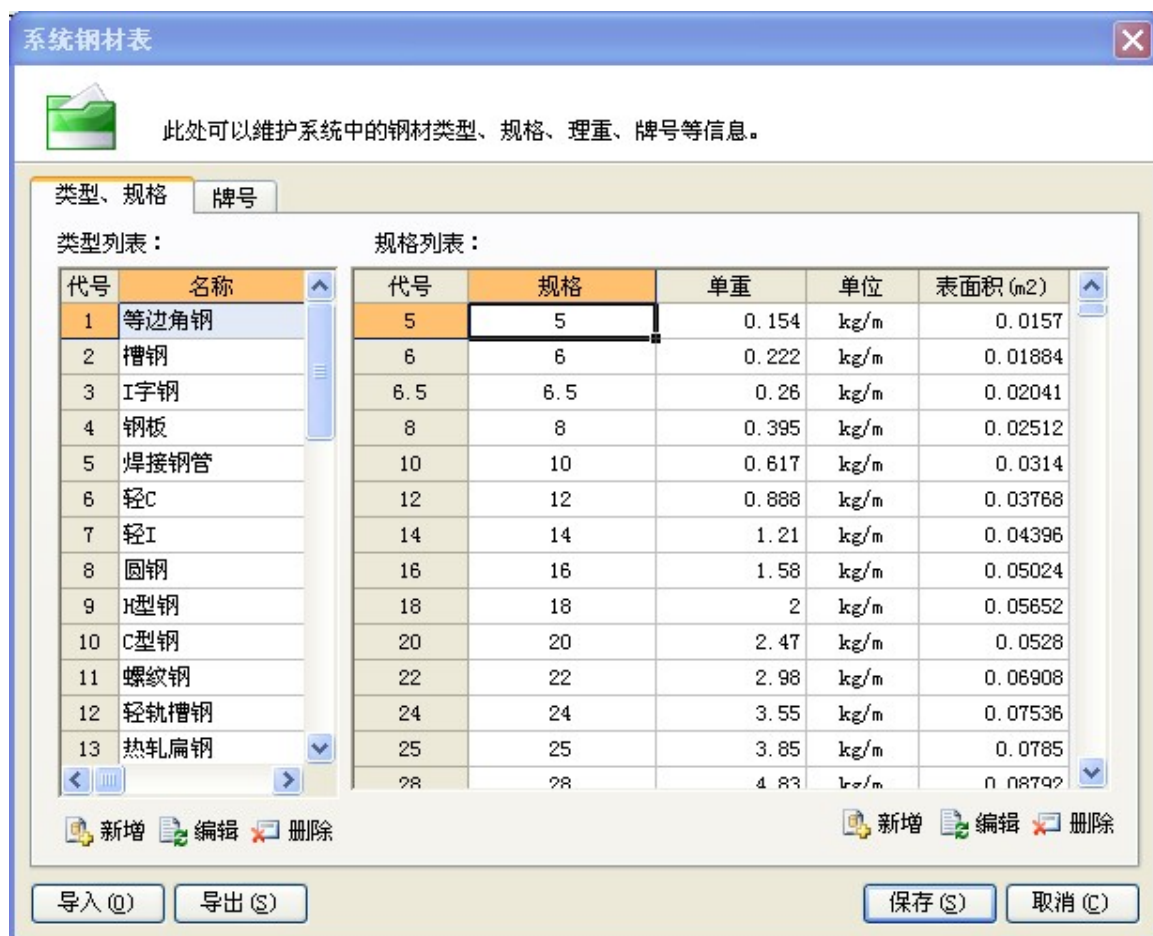 系统钢材表
此处可以维护系统中的钢材类型、规格、理重、牌号等信息。
类型、规格 牌号
类型列表： 规格列表：
代号 名称 代号 规格 单重 单位 表面积(m2)
1 等边角钢 5 5 0.154 kg/m 0.0157
2 槽钢 6 6 0.222 kg/m 0.01884
3 I字钢 6.5 6.5 0.26 kg/m 0.02041
4 钢板 8 8 0.395 kg/m 0.02512
5 焊接钢管 10 10 0.617 kg/m 0.0314
6 轻C 12 12 0.888 kg/m 0.03768
7 轻I 14 14 1.21 kg/m 0.04396
8 圆钢 16 16 1.58 kg/m 0.05024
9 H型钢 18 18 2 kg/m 0.05652
10 C型钢 20 20 2.47 kg/m 0.0528
11 螺纹钢 22 22 2.98 kg/m 0.06908
12 轻轨槽钢 24 24 3.55 kg/m 0.07536
13 热轧扁钢 25 25 3.85 kg/m 0.0785
28 28 4.83 kg/m 0.08792
新增 编辑 删除 新增 编辑 删除
导入(O) 导出(S) 保存(S) 取消(C)